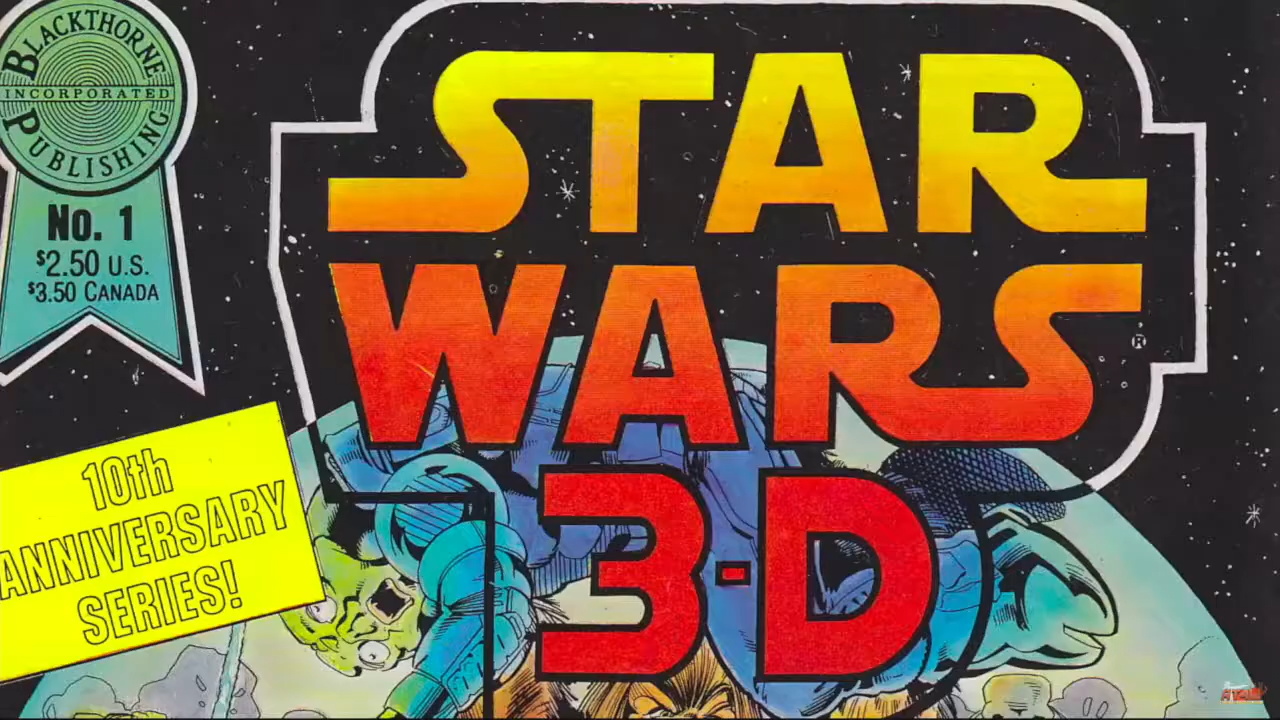 BLACKTHORNE
INCORPORATED
PUBLISHING
No. 1
$2.50 U.S.
$3.50 CANADA
STAR
WARS
®
3-D
10th
ANNIVERSARY
SERIES!